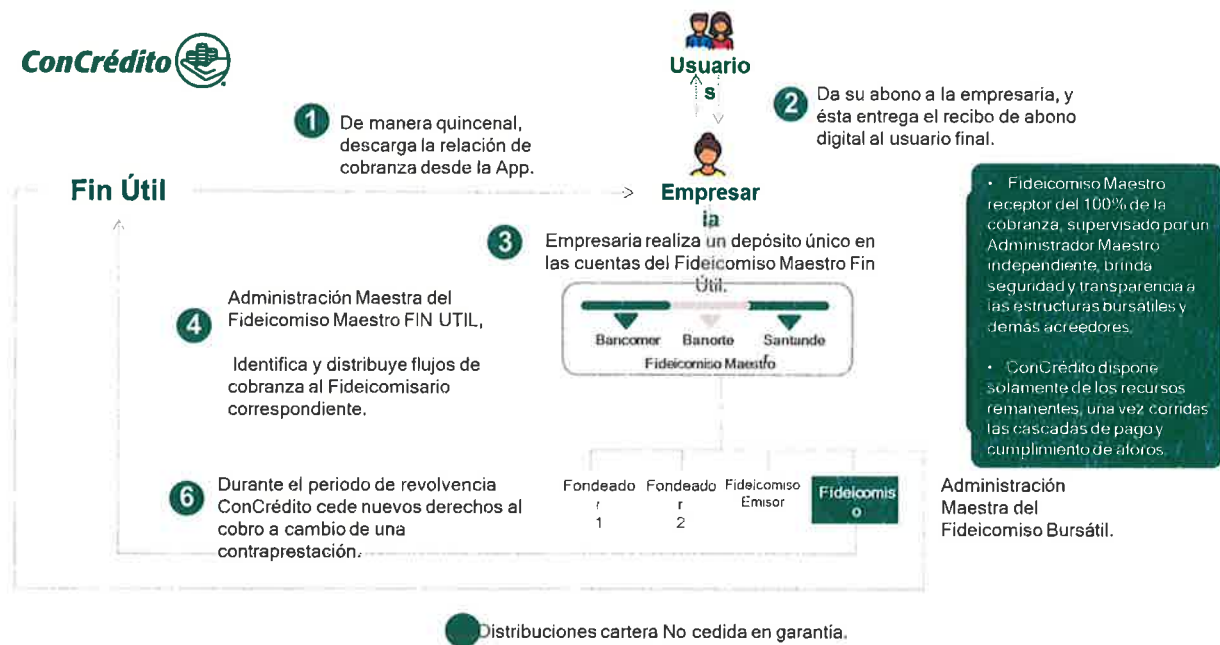 ConCrédito
Usuario
s
1
De manera quincenal,
descarga la relación de
cobranza desde la App.
2
Da su abono a la empresaria, y
ésta entrega el recibo de abono
digital al usuario final.
Fin Útil
Empresar
ia
3
Empresaria realiza un depósito único en
las cuentas del Fideicomiso Maestro Fin
Útil.
Bancomer Banorte Santande
r
Fideicomiso Maestro
4
Administración Maestra del
Fideicomiso Maestro FIN UTIL,
Identifica y distribuye flujos de
cobranza al Fideicomisario
correspondiente.
• Fideicomiso Maestro
receptor del 100% de la
cobranza, supervisado por un
Administrador Maestro
independiente, brinda
seguridad y transparencia a
las estructuras bursátiles y
demás acreedores.
• ConCrédito dispone
solamente de los recursos
remanentes, una vez corridas
las cascadas de pago y
cumplimiento de aforos.
6
Durante el periodo de revolvencia
ConCrédito cede nuevos derechos al
cobro a cambio de una
contraprestación.
Fondeado
r
1
Fondeado
r
2
Fideicomiso
Emisor
Fideicomis
o
Administración
Maestra del
Fideicomiso Bursátil.
Distribuciones cartera No cedida en garantía.